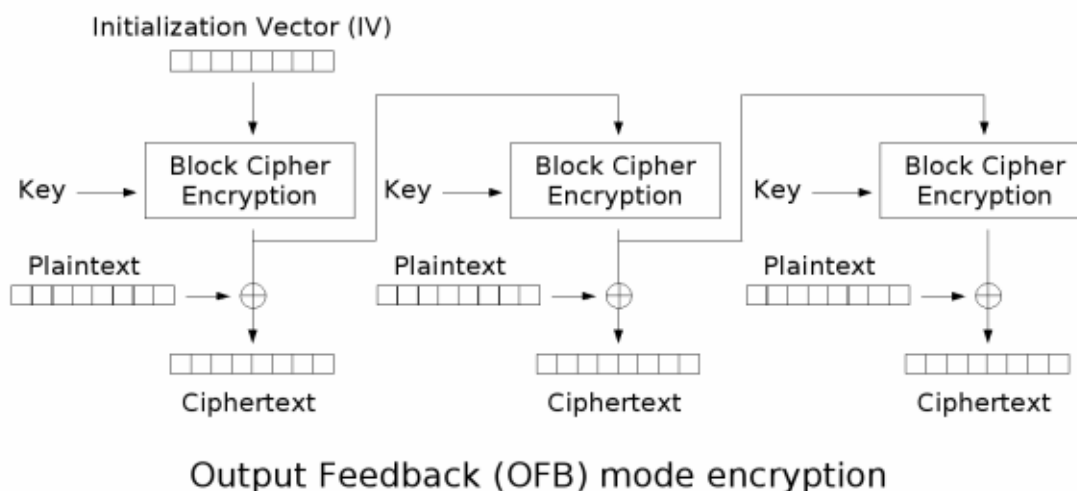 Initialization Vector (IV)
Key
Block Cipher
Encryption
Key
Block Cipher
Encryption
Key
Block Cipher
Encryption
Plaintext
Plaintext
Plaintext
Ciphertext
Ciphertext
Ciphertext
Output Feedback (OFB) mode encryption